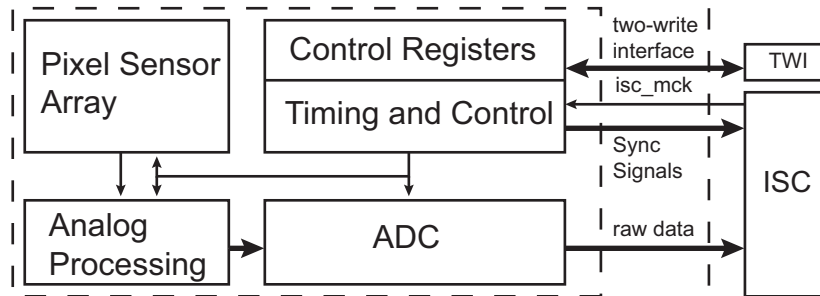 Pixel Sensor
Array
Control Registers
Timing and Control
two-write
interface
isc_mck
Sync
Signals
TWI
ISC
Analog
Processing
ADC
raw data